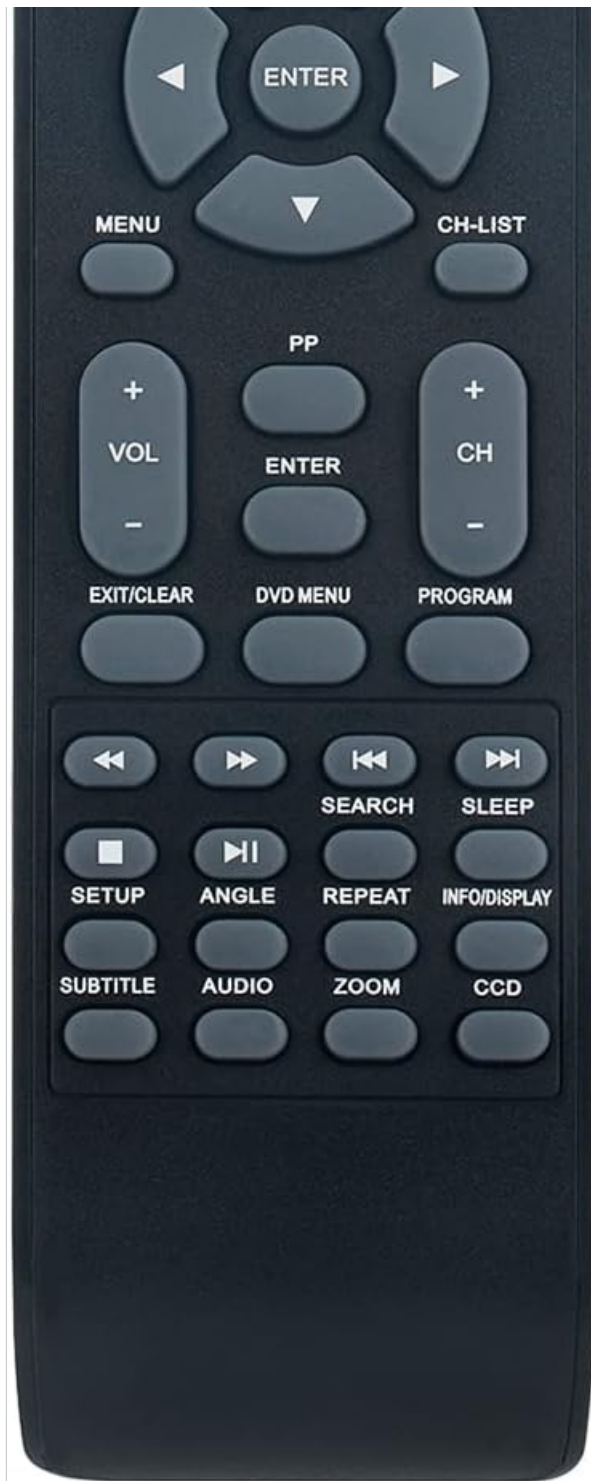 ENTER
MENU CH-LIST
PP
+ +
VOL CH
ENTER
- -
EXIT/CLEAR DVD MENU PROGRAM
SEARCH SLEEP
SETUP ANGLE REPEAT INFO/DISPLAY
SUBTITLE AUDIO ZOOM CCD